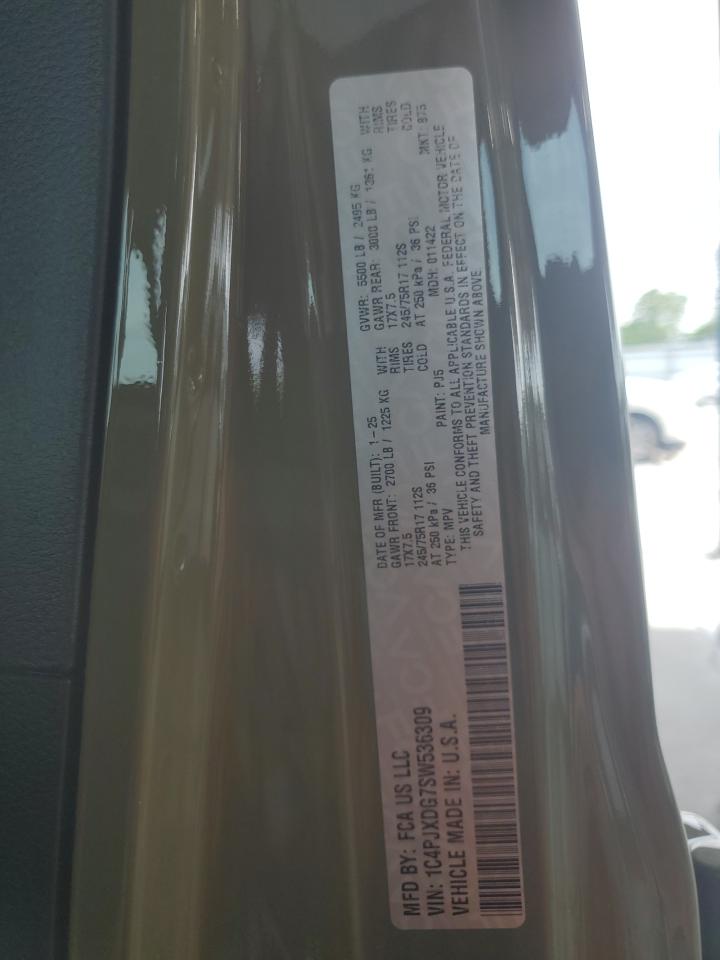 MFD BY: FCA US LLC
VIN: 1C4PJXDG7SW536309
VEHICLE MADE IN: U.S.A.
DATE OF MFR (BUILT): 1-25 GVWR: 5500 LB / 2495 KG
GAWR FRONT: 2700 LB / 1225 KG WITH GAWR REAR: 3000 LB / 1361 KG WITH
17X7.5 RIMS 17X7.5 RIMS
245/75R17 112S TIRES 245/75R17 112S TIRES
AT 250 kPa / 36 PSI COLD AT 250 kPa / 36 PSI COLD
TYPE: MPV PAINT: PJ5 MDH: 011422 MKT: 875
THIS VEHICLE CONFORMS TO ALL APPLICABLE U.S.A. FEDERAL MOTOR VEHICLE
SAFETY AND THEFT PREVENTION STANDARDS IN EFFECT ON THE DATE OF
MANUFACTURE SHOWN ABOVE.